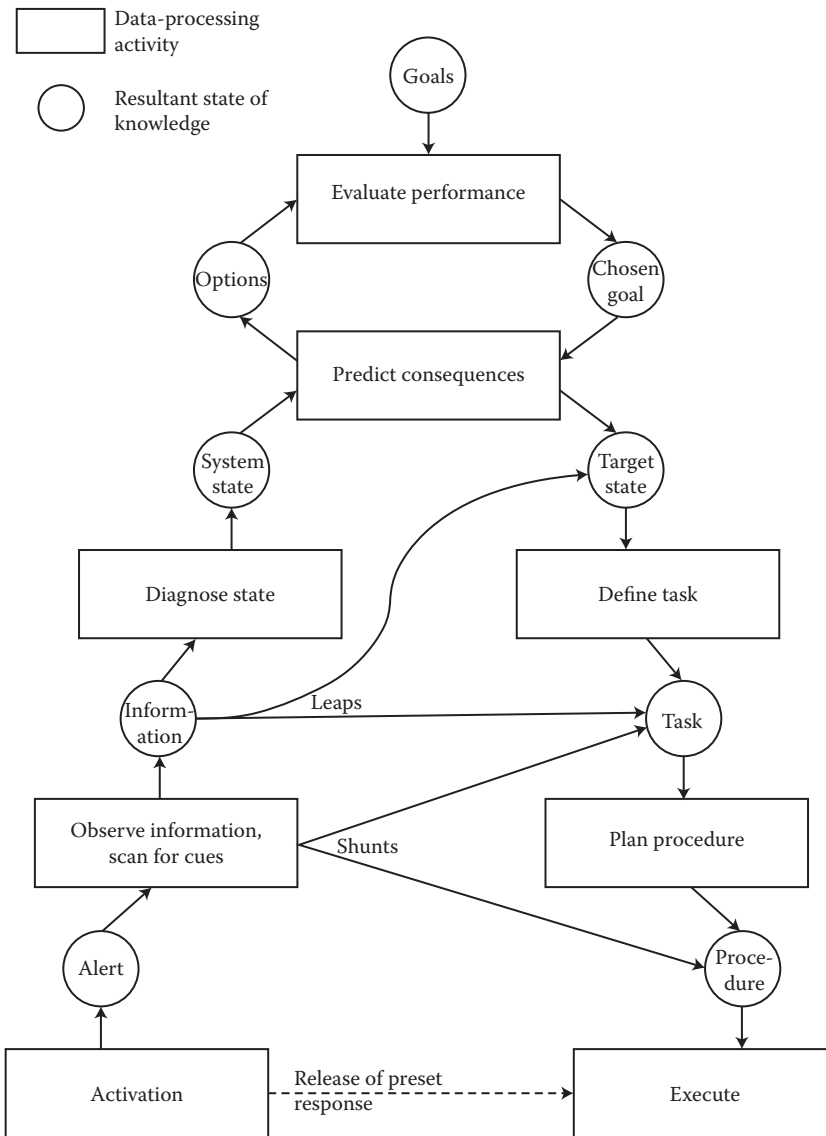 Data-processing
activity
Resultant state of
knowledge
Goals
Evaluate performance
Options
Chosen
goal
Predict consequences
System
state
Target
state
Diagnose state
Define task
Inform-
ation
Leaps
Task
Observe information,
scan for cues
Shunts
Plan procedure
Alert
Proce-
dure
Activation
Release of preset
response
Execute